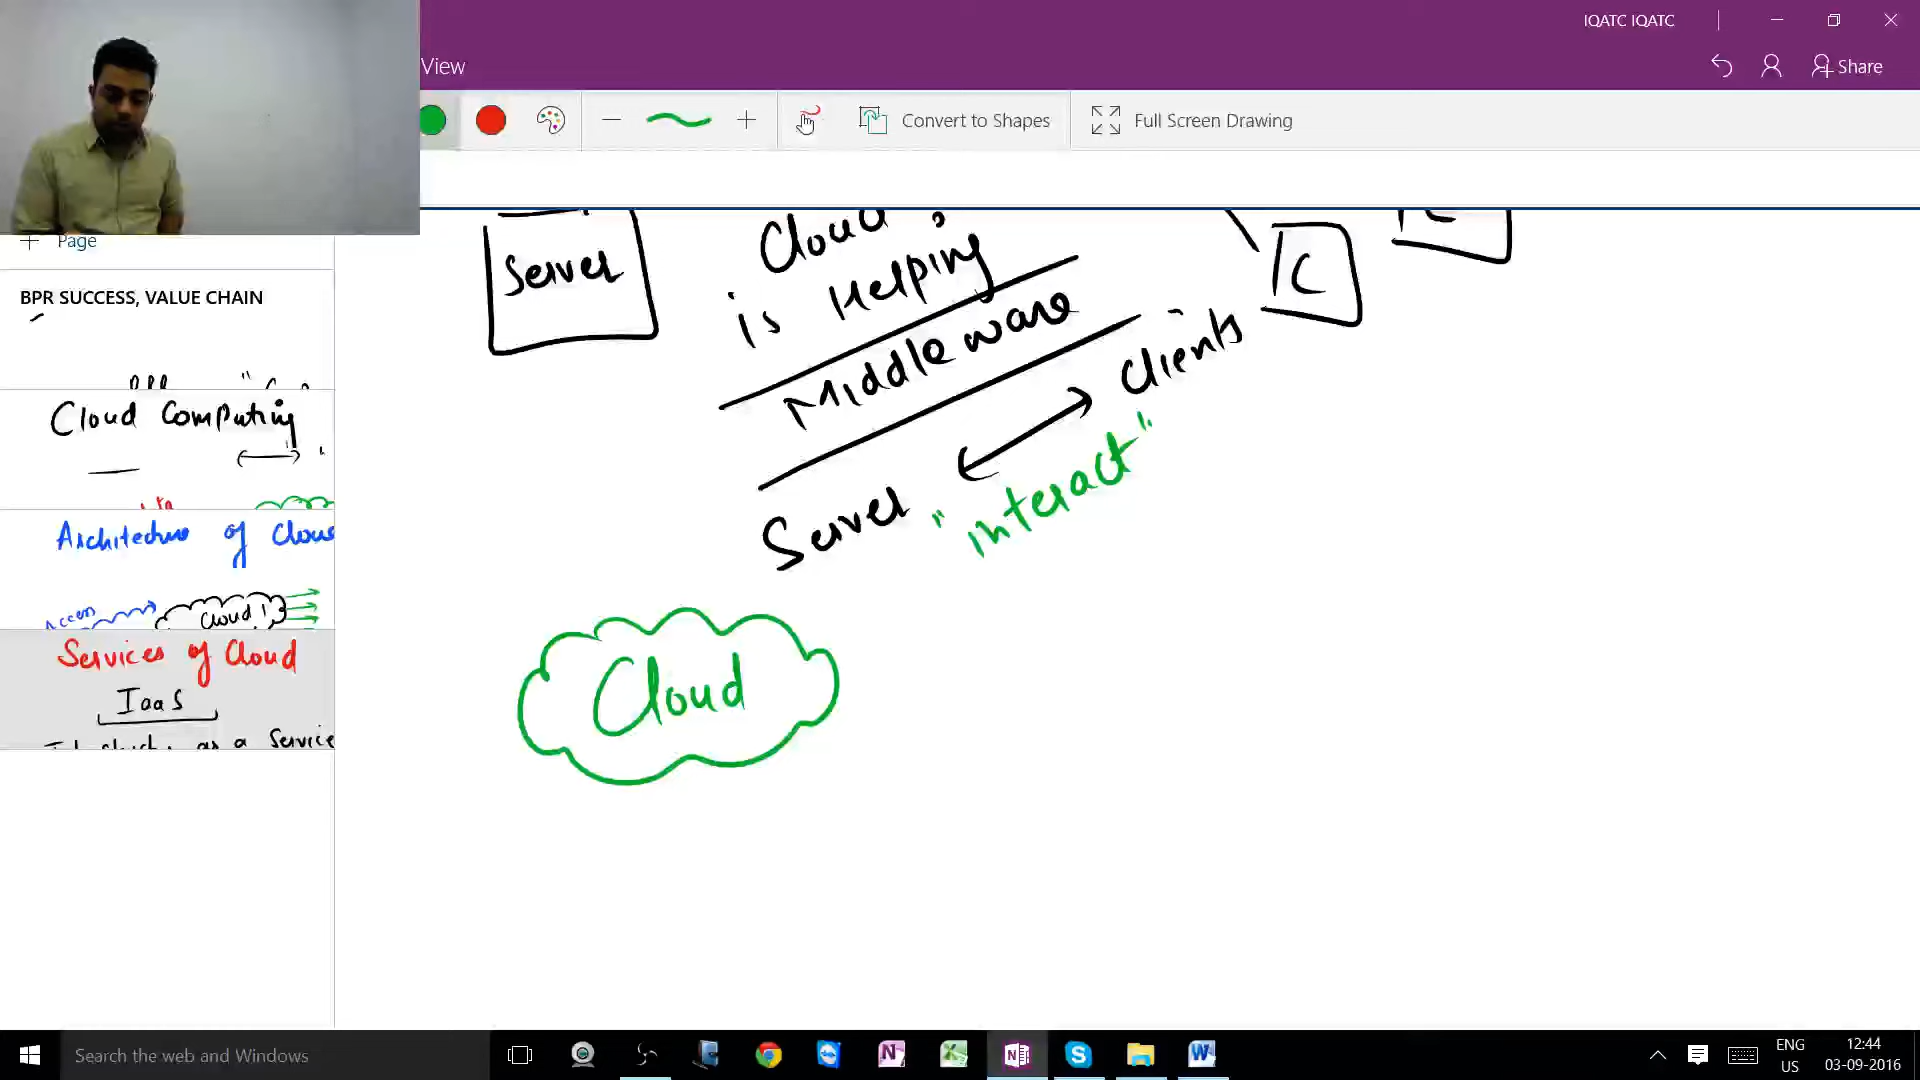 IQATC IQATC
View
Share
Convert to Shapes
Full Screen Drawing
Page
BPR SUCCESS, VALUE CHAIN
Cloud Computing
Architecture of Cloud
Access
Cloud!
Services of Cloud
IaaS
as a Service
Server
Cloud
is Helping
Middleware
Clients
C
Server
"interact"
Cloud
Search the web and Windows
ENG
US
12:44
03-09-2016